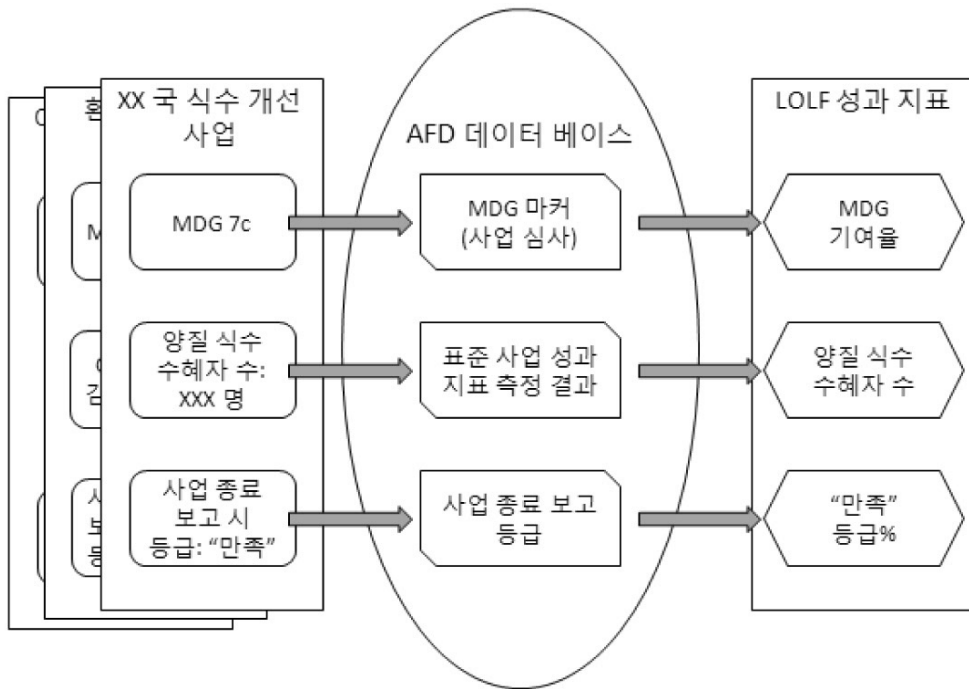 XX 국 식수 개선
사업
MDG 7c
양질 식수
수혜자 수:
XXX 명
사업 종료
보고 시
등급: “만족”
AFD 데이터 베이스
MDG 마커
(사업 심사)
표준 사업 성과
지표 측정 결과
사업 종료 보고
등급
LOLF 성과 지표
MDG
기여율
양질 식수
수혜자 수
“만족”
등급%